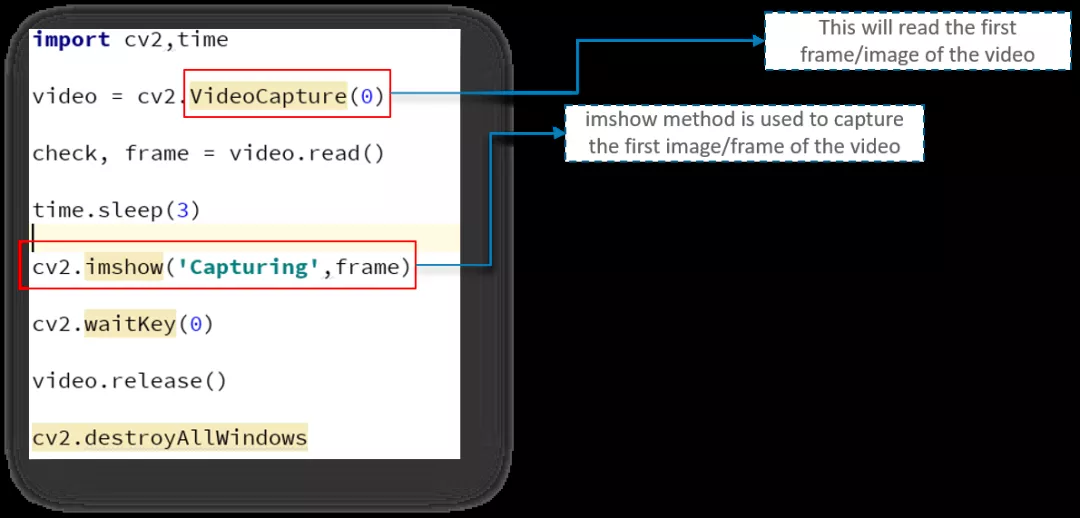 import cv2,time
video = cv2.VideoCapture(0)
check, frame = video.read()
time.sleep(3)
cv2.imshow('Capturing',frame)
cv2.waitKey(0)
video.release()
cv2.destroyAllWindows
This will read the first
frame/image of the video
imshow method is used to capture
the first image/frame of the video